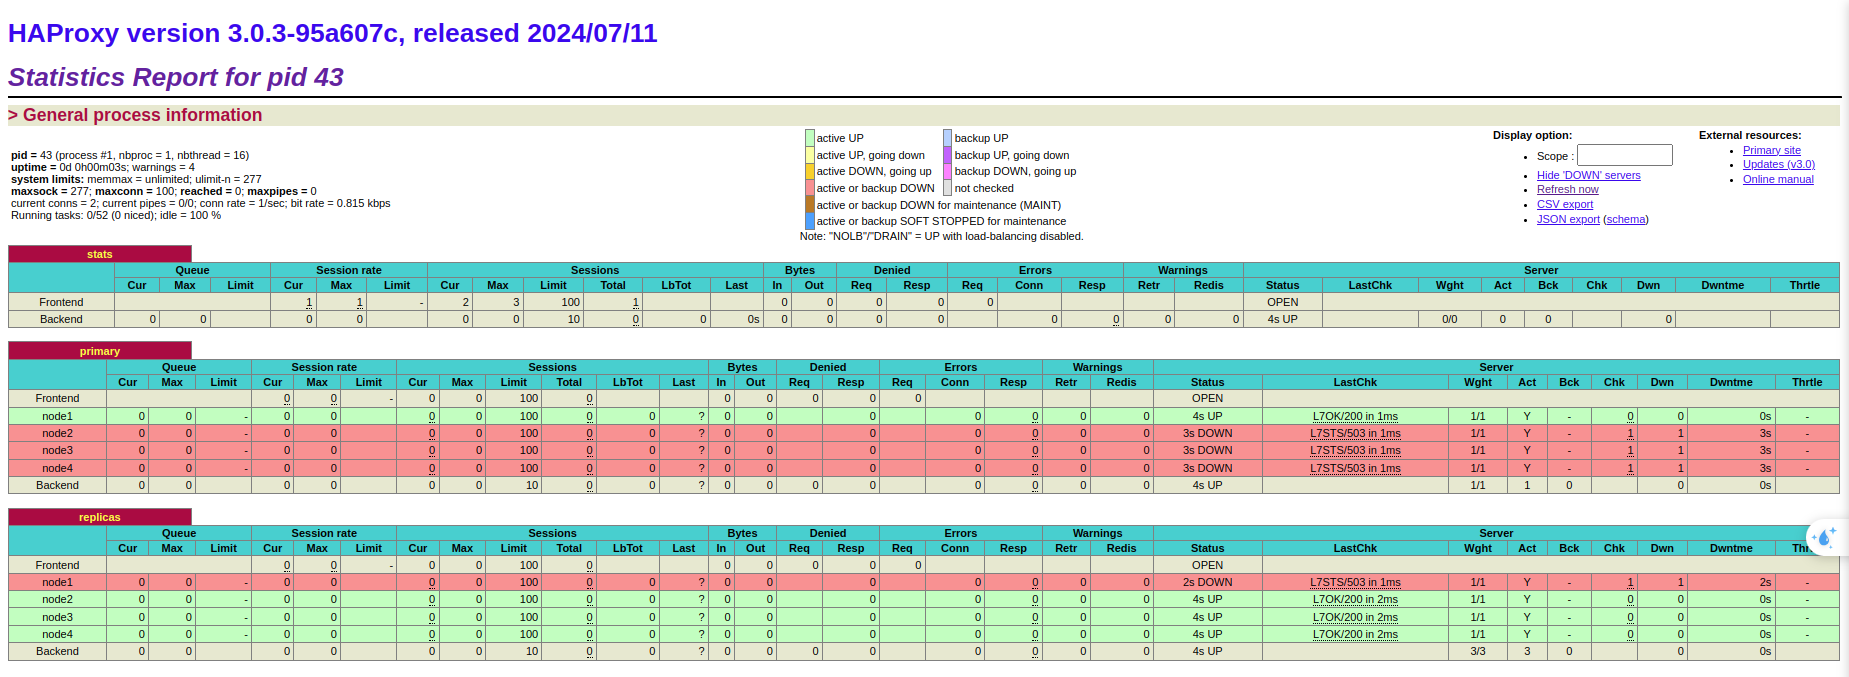 HAProxy version 3.0.3-95a607c, released 2024/07/11
Statistics Report for pid 43
> General process information
pid = 43 (process #1, nbproc = 1, nbthread = 16)
uptime = 0d 0h00m03s; warnings = 4
system limits: memmax = unlimited; ulimit-n = 277
maxsock = 277; maxconn = 100; reached = 0; maxpipes = 0
current conns = 2; current pipes = 0/0; conn rate = 1/sec; bit rate = 0.815 kbps
Running tasks: 0/52 (0 niced); idle = 100 %
active UP backup UP
active UP, going down backup UP, going down
active DOWN, going up backup DOWN, going up
active or backup DOWN not checked
active or backup DOWN for maintenance (MAINT)
active or backup SOFT STOPPED for maintenance
Note: "NOLB"/"DRAIN" = UP with load-balancing disabled.
Display option:
• Scope :
• Hide 'DOWN' servers
• Refresh now
• CSV export
• JSON export (schema)
External resources:
• Primary site
• Updates (v3.0)
• Online manual
stats
Queue Session rate Sessions Bytes Denied Errors Warnings Server
Cur Max Limit Cur Max Limit Cur Max Limit Total LbTot Last In Out Req Resp Req Conn Resp Retr Redis Status LastChk Wght Act Bck Chk Dwn Dwntme Thrtle
Frontend 1 1 - 2 3 100 1 0 0 0 0 0 OPEN
Backend 0 0 0 0 0 0 10 0 0 0s 0 0 0 0 0 0 0 0 4s UP 0/0 0 0 0
primary
Queue Session rate Sessions Bytes Denied Errors Warnings Server
Cur Max Limit Cur Max Limit Cur Max Limit Total LbTot Last In Out Req Resp Req Conn Resp Retr Redis Status LastChk Wght Act Bck Chk Dwn Dwntme Thrtle
Frontend 0 0 - 0 0 100 0 0 0 0 0 0 OPEN
node1 0 0 - 0 0 0 0 100 0 0 ? 0 0 0 0 0 0 0 4s UP L7OK/200 in 1ms 1/1 Y - 0 0 0s -
node2 0 0 - 0 0 0 0 100 0 0 ? 0 0 0 0 0 0 0 3s DOWN L7STS/503 in 1ms 1/1 Y - 1 1 3s -
node3 0 0 - 0 0 0 0 100 0 0 ? 0 0 0 0 0 0 0 3s DOWN L7STS/503 in 1ms 1/1 Y - 1 1 3s -
node4 0 0 - 0 0 0 0 100 0 0 ? 0 0 0 0 0 0 0 3s DOWN L7STS/503 in 1ms 1/1 Y - 1 1 3s -
Backend 0 0 0 0 0 0 10 0 0 ? 0 0 0 0 0 0 0 0 4s UP 1/1 1 0 0 0s
replicas
Queue Session rate Sessions Bytes Denied Errors Warnings Server
Cur Max Limit Cur Max Limit Cur Max Limit Total LbTot Last In Out Req Resp Req Conn Resp Retr Redis Status LastChk Wght Act Bck Chk Dwn Dwntme
Frontend 0 0 - 0 0 100 0 0 0 0 0 0 OPEN
node1 0 0 - 0 0 0 0 100 0 0 ? 0 0 0 0 0 0 0 2s DOWN L7STS/503 in 1ms 1/1 Y - 1 1 2s -
node2 0 0 - 0 0 0 0 100 0 0 ? 0 0 0 0 0 0 0 4s UP L7OK/200 in 2ms 1/1 Y - 0 0 0s -
node3 0 0 - 0 0 0 0 100 0 0 ? 0 0 0 0 0 0 0 4s UP L7OK/200 in 2ms 1/1 Y - 0 0 0s -
node4 0 0 - 0 0 0 0 100 0 0 ? 0 0 0 0 0 0 0 4s UP L7OK/200 in 2ms 1/1 Y - 0 0 0s -
Backend 0 0 0 0 0 0 10 0 0 ? 0 0 0 0 0 0 0 0 4s UP 3/3 3 0 0 0s